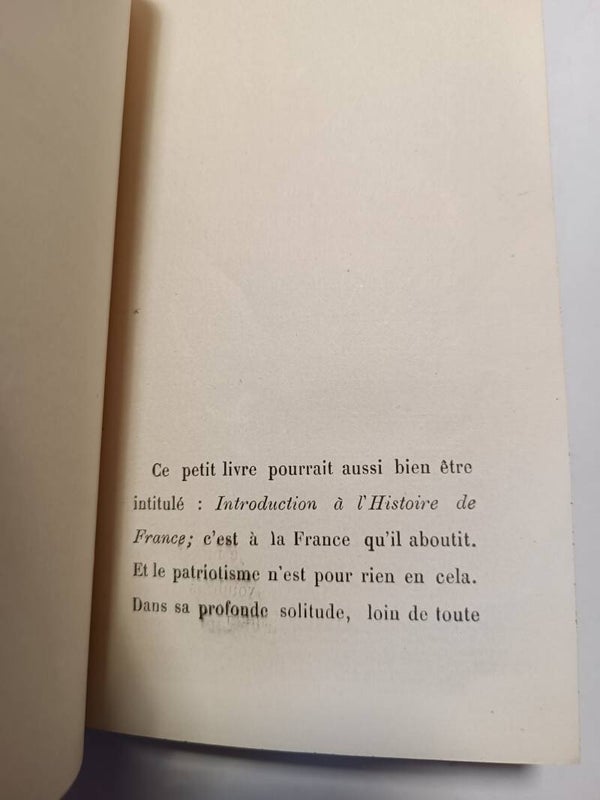 Ce petit livre pourrait aussi bien être
intitulé : Introduction à l'Histoire de
France; c'est à la France qu'il aboutit.
Et le patriotisme n'est pour rien en cela.
Dans sa profonde solitude, loin de toute